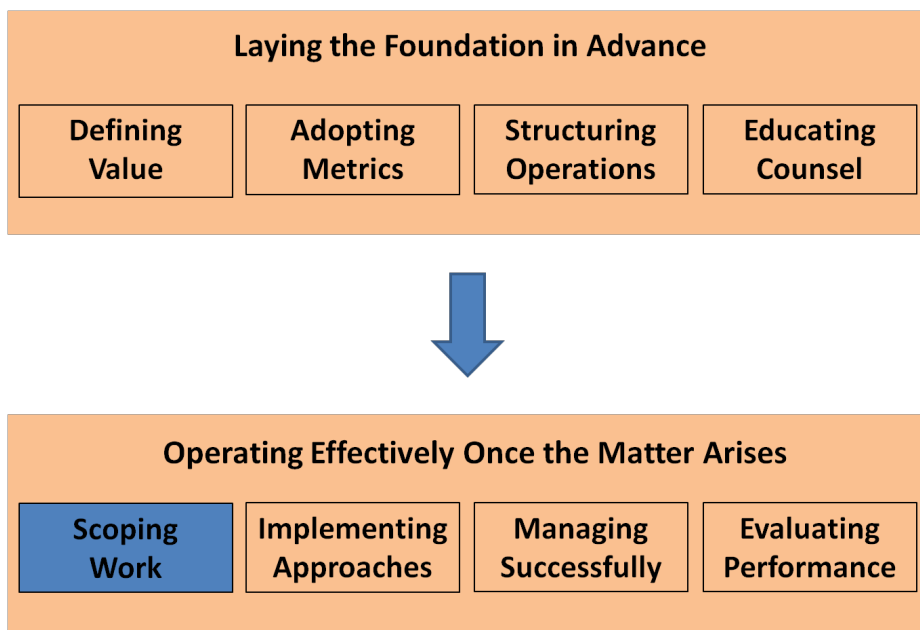 Laying the Foundation in Advance
Defining
Value
Adopting
Metrics
Structuring
Operations
Educating
Counsel
Operating Effectively Once the Matter Arises
Scoping
Work
Implementing
Approaches
Managing
Successfully
Evaluating
Performance